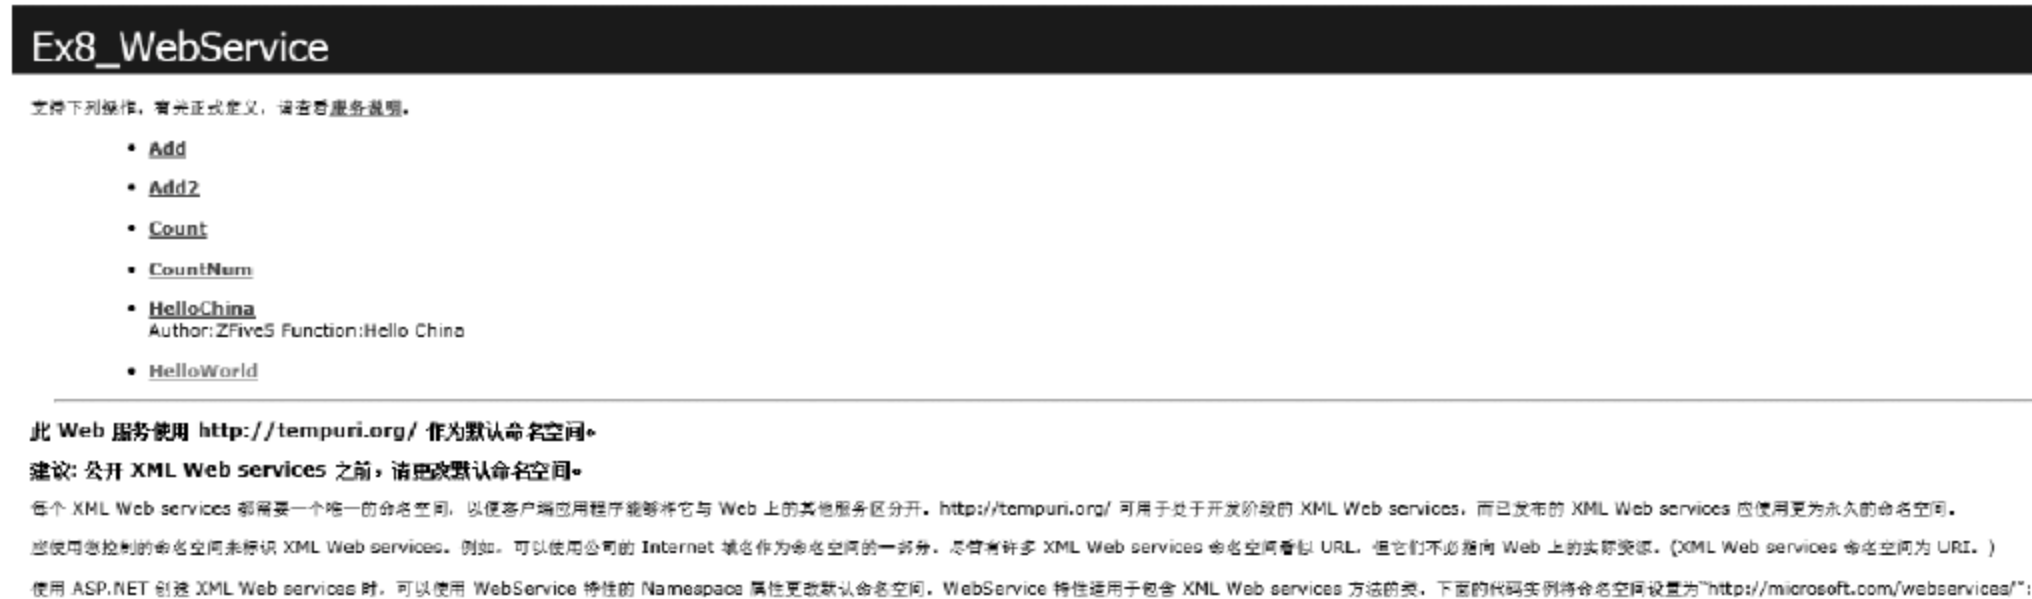 Ex8_WebService
支持下列操作。有关正式定义，请查看服务说明。
• Add
• Add2
• Count
• CountNum
• HelloChina
Author:ZFive5 Function:Hello China
• HelloWorld
此 Web 服务使用 http://tempuri.org/ 作为默认命名空间。
建议: 公开 XML Web services 之前，请更改默认命名空间。
每个 XML Web services 都需要一个唯一的命名空间，以便客户端应用程序能够将它与 Web 上的其他服务区分开。http://tempuri.org/ 可用于处于开发阶段的 XML Web services，而已发布的 XML Web services 应使用更为永久的命名空间。
应使用您控制的命名空间来标识 XML Web services。例如，可以使用公司的 Internet 域名作为命名空间的一部分。尽管有许多 XML Web services 命名空间看似 URL，但它们不必指向 Web 上的实际资源。(XML Web services 命名空间为 URI。)
使用 ASP.NET 创建 XML Web services 时，可以使用 WebService 特性的 Namespace 属性更改默认命名空间。WebService 特性适用于包含 XML Web services 方法的类。下面的代码实例将命名空间设置为"http://microsoft.com/webservices/":